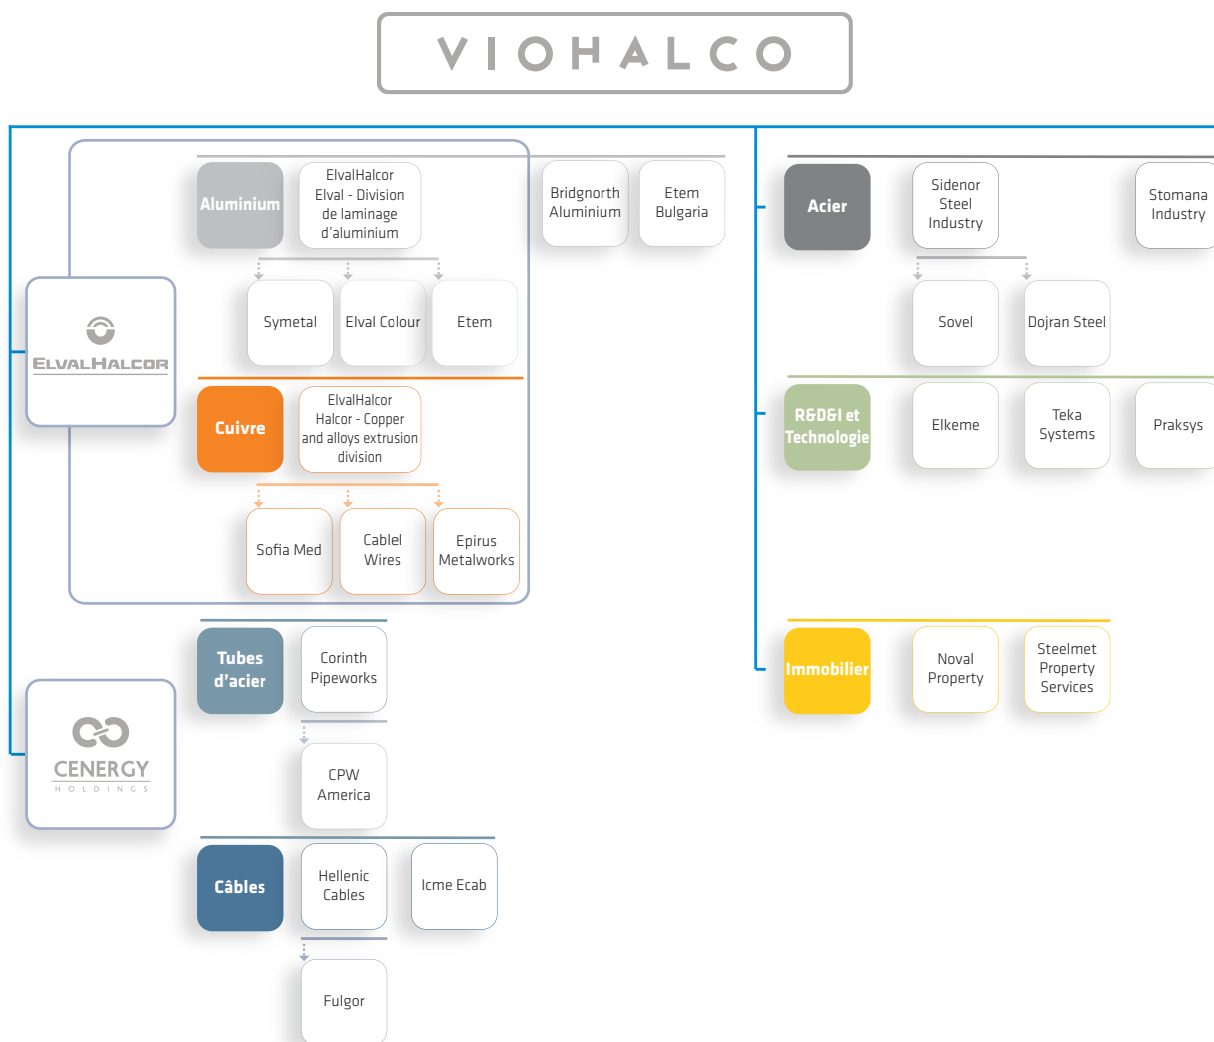 VIOHALCO
Aluminium
ElvalHalcor
Elval - Division
de laminage
d'aluminium
Bridgnorth
Aluminium
Etem
Bulgaria
Symetal
Elval Colour
Etem
ELVALHALCOR
Cuivre
ElvalHalcor
Halcor - Copper
and alloys extrusion
division
Sofia Med
Cablel
Wires
Epirus
Metalworks
CENERGY
HOLDINGS
Tubes
d'acier
Corinth
Pipeworks
CPW
America
Câbles
Hellenic
Cables
Icme Ecab
Fulgor
Acier
Sidenor
Steel
Industry
Stomana
Industry
Sovel
Dojran Steel
R&D&I et
Technologie
Elkeme
Teka
Systems
Praksys
Immobilier
Noval
Property
Steelmet
Property
Services